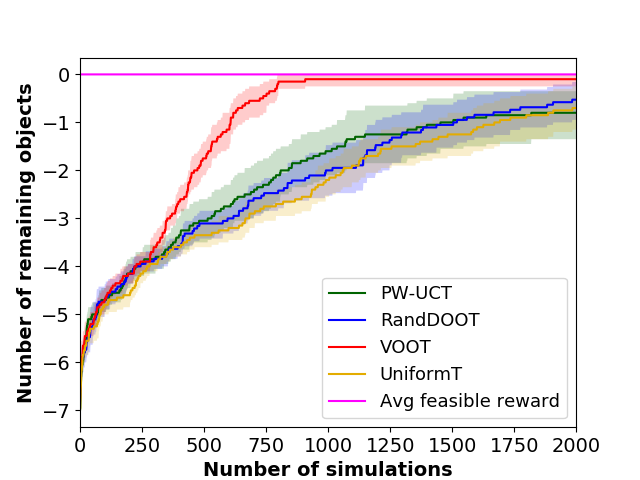 Number of remaining objects
0
−1
−2
−3
−4
−5
−6
−7
PW-UCT
RandDOOT
VOOT
UniformT
Avg feasible reward
0 250 500 750 1000 1250 1500 1750 2000
Number of simulations